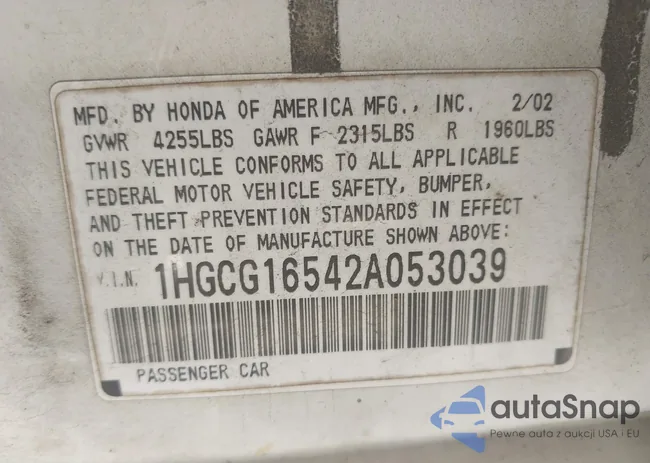 MFD. BY HONDA OF AMERICA MFG., INC. 2/02
GVWR 4255LBS GAWR F 2315LBS R 1960LBS
THIS VEHICLE CONFORMS TO ALL APPLICABLE
FEDERAL MOTOR VEHICLE SAFETY, BUMPER,
AND THEFT PREVENTION STANDARDS IN EFFECT
ON THE DATE OF MANUFACTURE SHOWN ABOVE:
V.I.N. 1HGCG16542A053039
PASSENGER CAR
autaSnap
Pewne auta z aukcji USA i EU